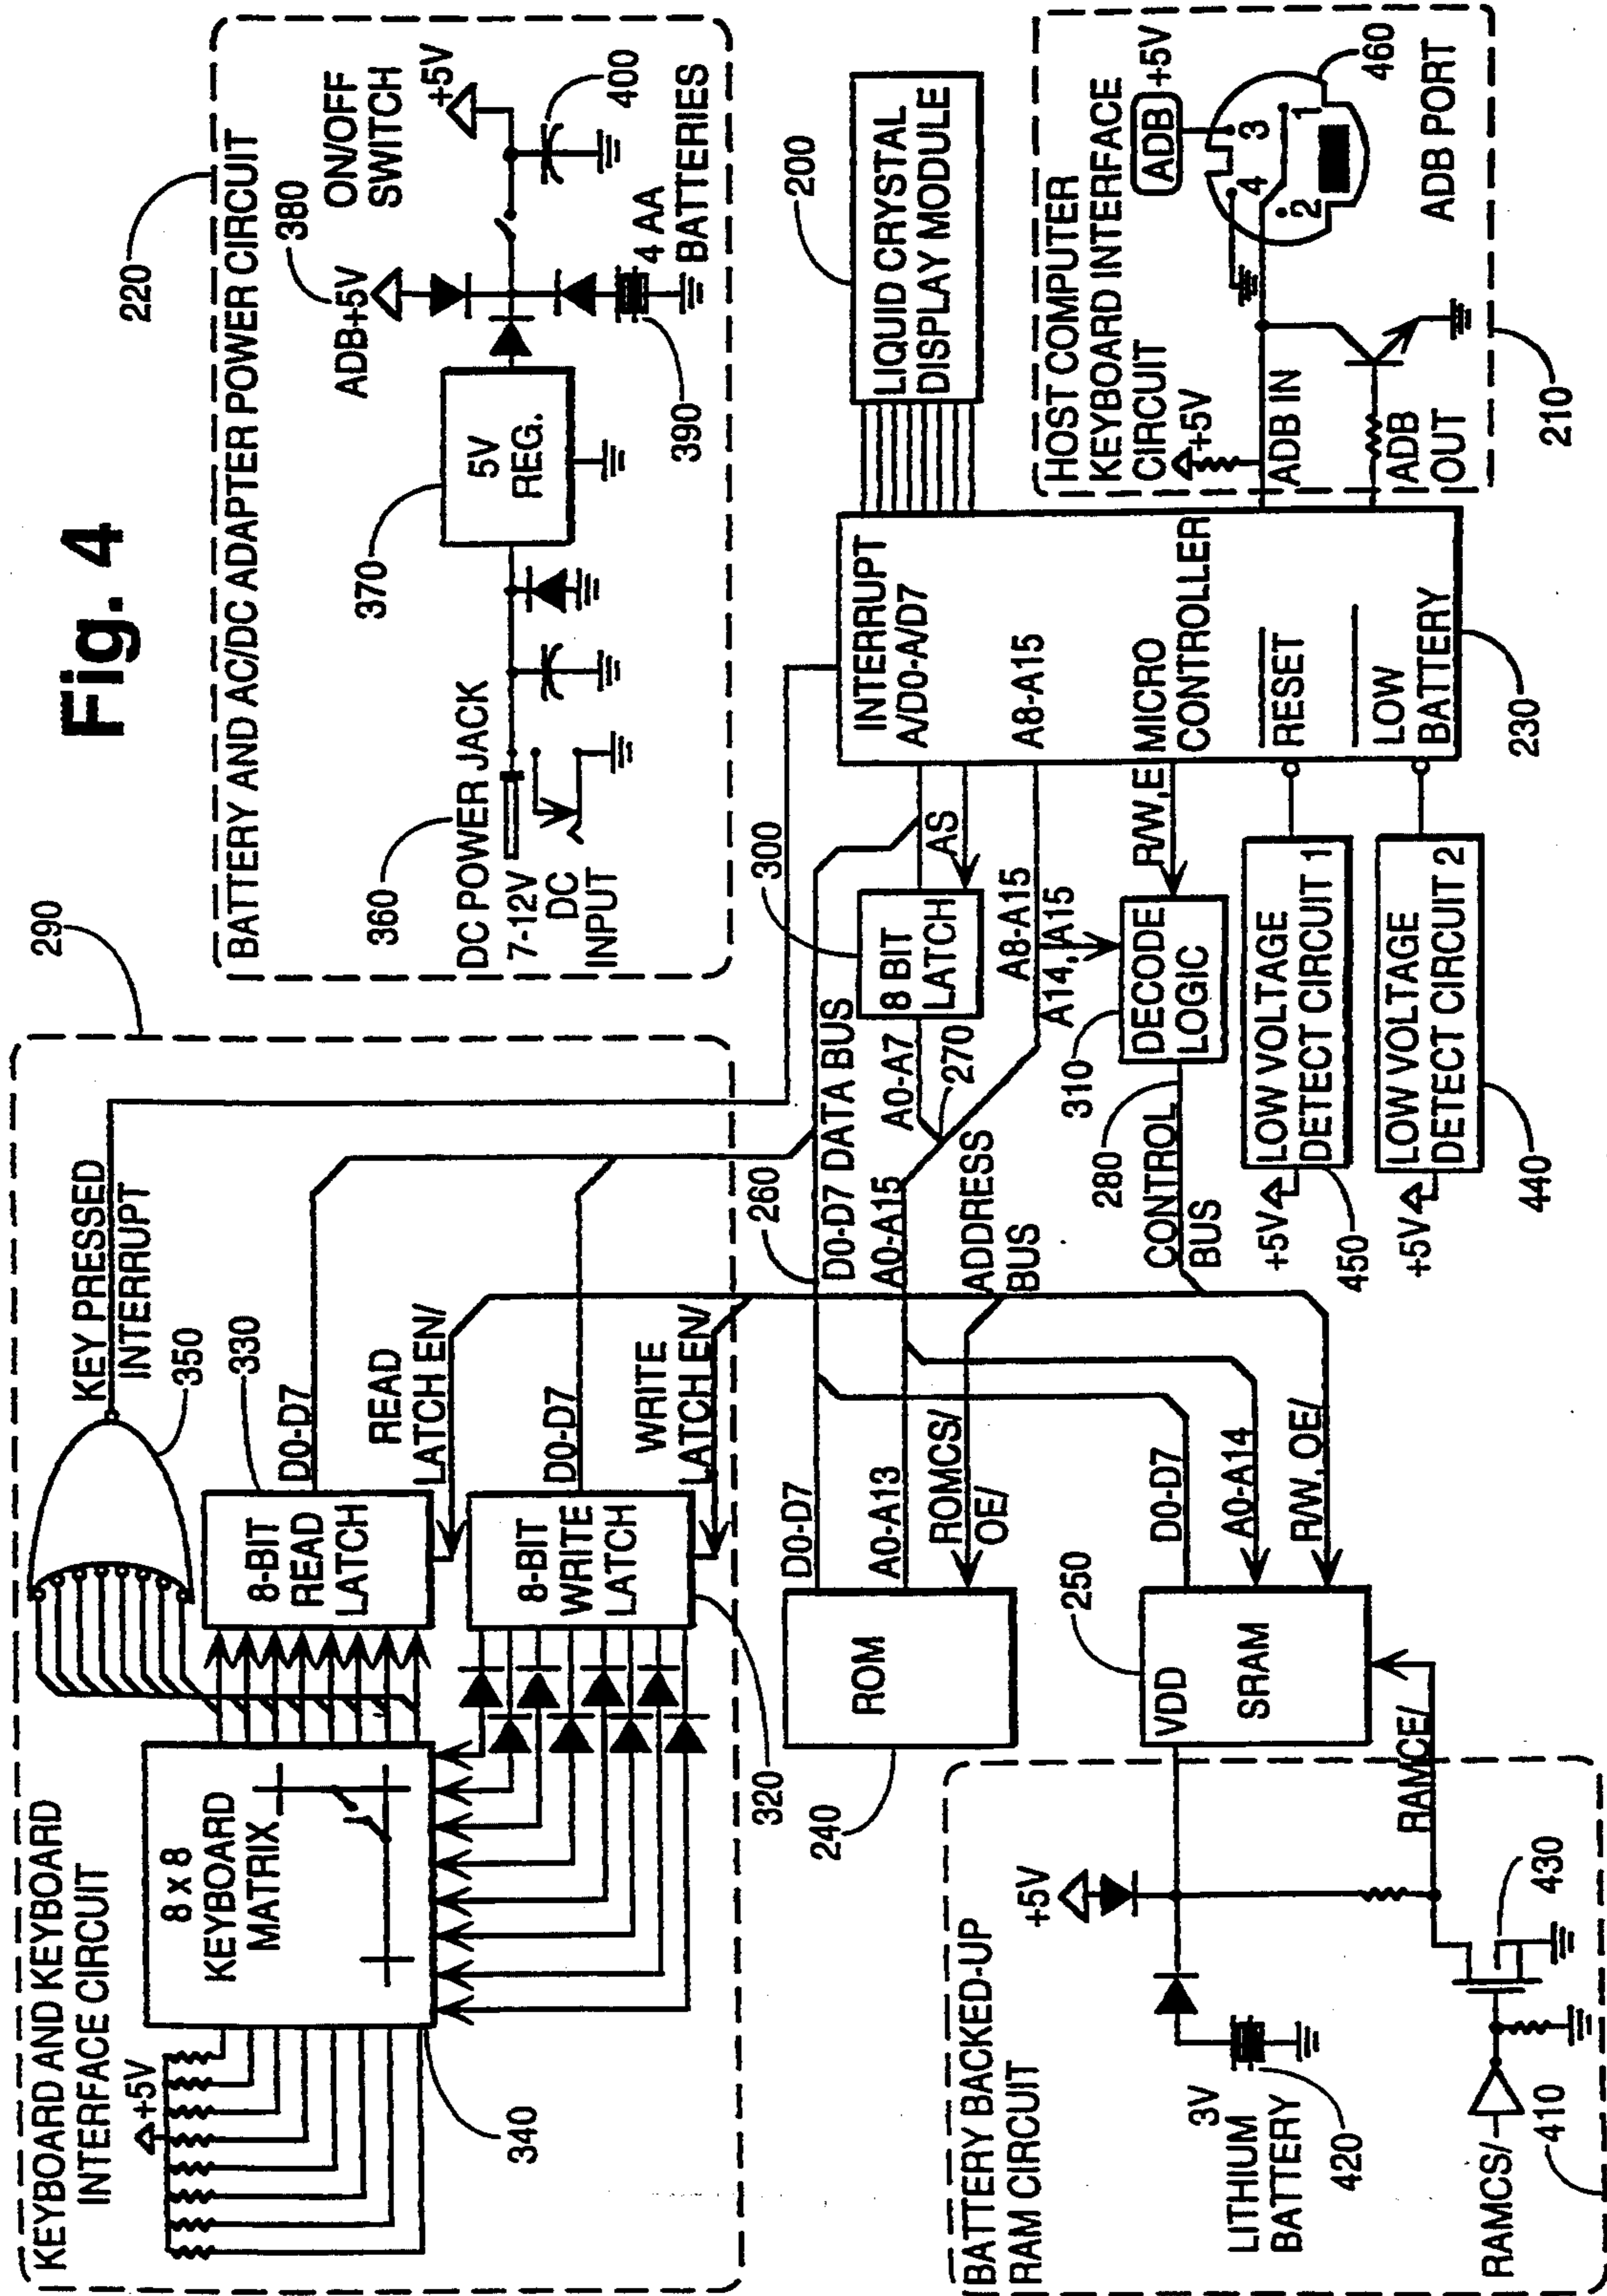 Fig. 4
KEYBOARD AND KEYBOARD
INTERFACE CIRCUIT
290
KEY PRESSED
INTERRUPT
350
+5V
8 x 8
KEYBOARD
MATRIX
340
8-BIT
READ
LATCH
330
D0-D7
READ
LATCH EN/
8-BIT
WRITE
LATCH
320
D0-D7
WRITE
LATCH EN/
BATTERY AND AC/DC ADAPTER POWER CIRCUIT
220
360
DC POWER JACK
7-12V
DC
INPUT
370
5V
REG.
380
ADB+5V
ON/OFF
SWITCH
+5V
400
4 AA
BATTERIES
390
ROM
240
D0-D7
A0-A13
ROMCS/
OE/
260
D0-D7 DATA BUS
A0-A15
ADDRESS
BUS
A0-A7
270
300
8 BIT
LATCH
AS
A8-A15
A14, A15
310
DECODE
LOGIC
R/W,E
280
CONTROL
BUS
INTERRUPT
A/D0-A/D7
A8-A15
MICRO
CONTROLLER
RESET
LOW
BATTERY
230
LIQUID CRYSTAL
DISPLAY MODULE
200
HOST COMPUTER
KEYBOARD INTERFACE
CIRCUIT
+5V
ADB IN
ADB
OUT
ADB +5V
4
3
2
1
460
ADB PORT
210
+5V
LOW VOLTAGE
DETECT CIRCUIT 1
450
+5V
LOW VOLTAGE
DETECT CIRCUIT 2
440
250
VDD
SRAM
D0-D7
A0-A14
R/W, OE/
RAMCE/
BATTERY BACKED-UP
RAM CIRCUIT
+5V
3V
LITHIUM
BATTERY
420
430
RAMCS/
410